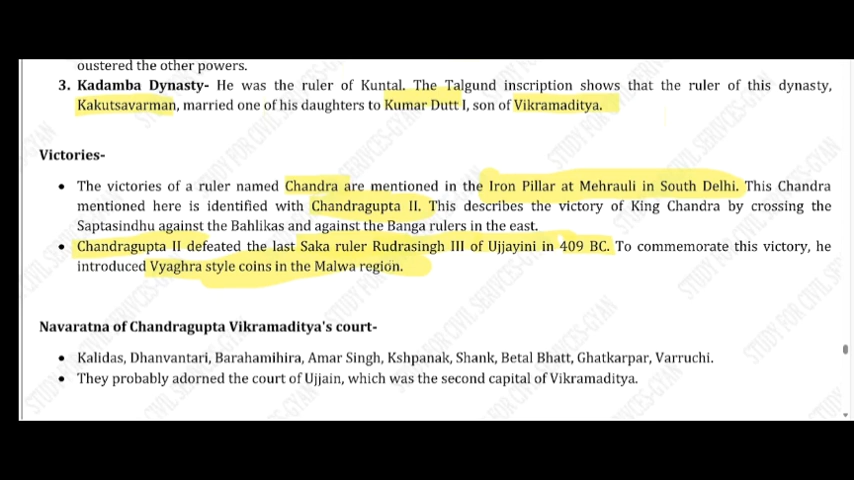 oustered the other powers.
3. Kadamba Dynasty- He was the ruler of Kuntal. The Talgund inscription shows that the ruler of this dynasty,
Kakutsavarman, married one of his daughters to Kumar Dutt I, son of Vikramaditya.
Victories-
• The victories of a ruler named Chandra are mentioned in the Iron Pillar at Mehrauli in South Delhi. This Chandra
mentioned here is identified with Chandragupta II. This describes the victory of King Chandra by crossing the
Saptasindhu against the Bahlikas and against the Banga rulers in the east.
• Chandragupta II defeated the last Saka ruler Rudrasingh III of Ujjayini in 409 BC. To commemorate this victory, he
introduced Vyaghra style coins in the Malwa region.
Navaratna of Chandragupta Vikramaditya's court-
• Kalidas, Dhanvantari, Barahamihira, Amar Singh, Kshpanak, Shank, Betal Bhatt, Ghatkarpar, Varruchi.
• They probably adorned the court of Ujjain, which was the second capital of Vikramaditya.
STUDY FOR CIVIL SERVICES-GYAN